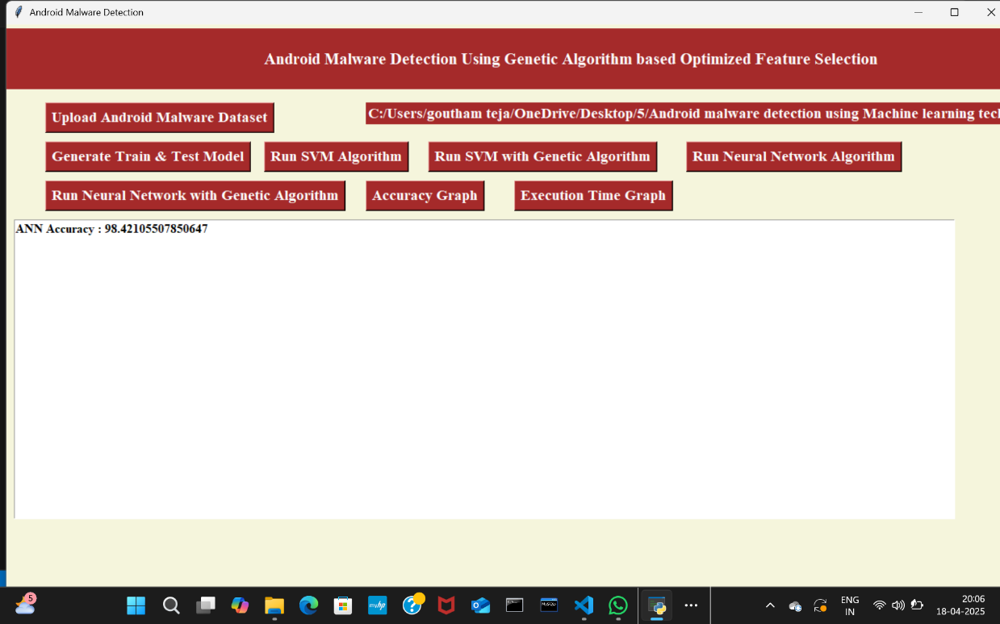 Android Malware Detection
Android Malware Detection Using Genetic Algorithm based Optimized Feature Selection
Upload Android Malware Dataset
C:/Users/goutham teja/OneDrive/Desktop/5/Android malware detection using Machine learning
Generate Train & Test Model
Run SVM Algorithm
Run SVM with Genetic Algorithm
Run Neural Network Algorithm
Run Neural Network with Genetic Algorithm
Accuracy Graph
Execution Time Graph
ANN Accuracy : 98.42105507850647
5
myhp
MySQL
ENG
IN
20:06
18-04-2025